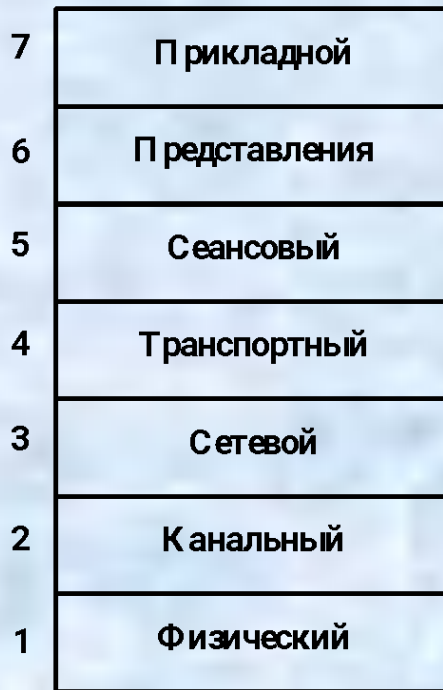 7 Прикладной
6 Представления
5 Сеансовый
4 Транспортный
3 Сетевой
2 Канальный
1 Физический